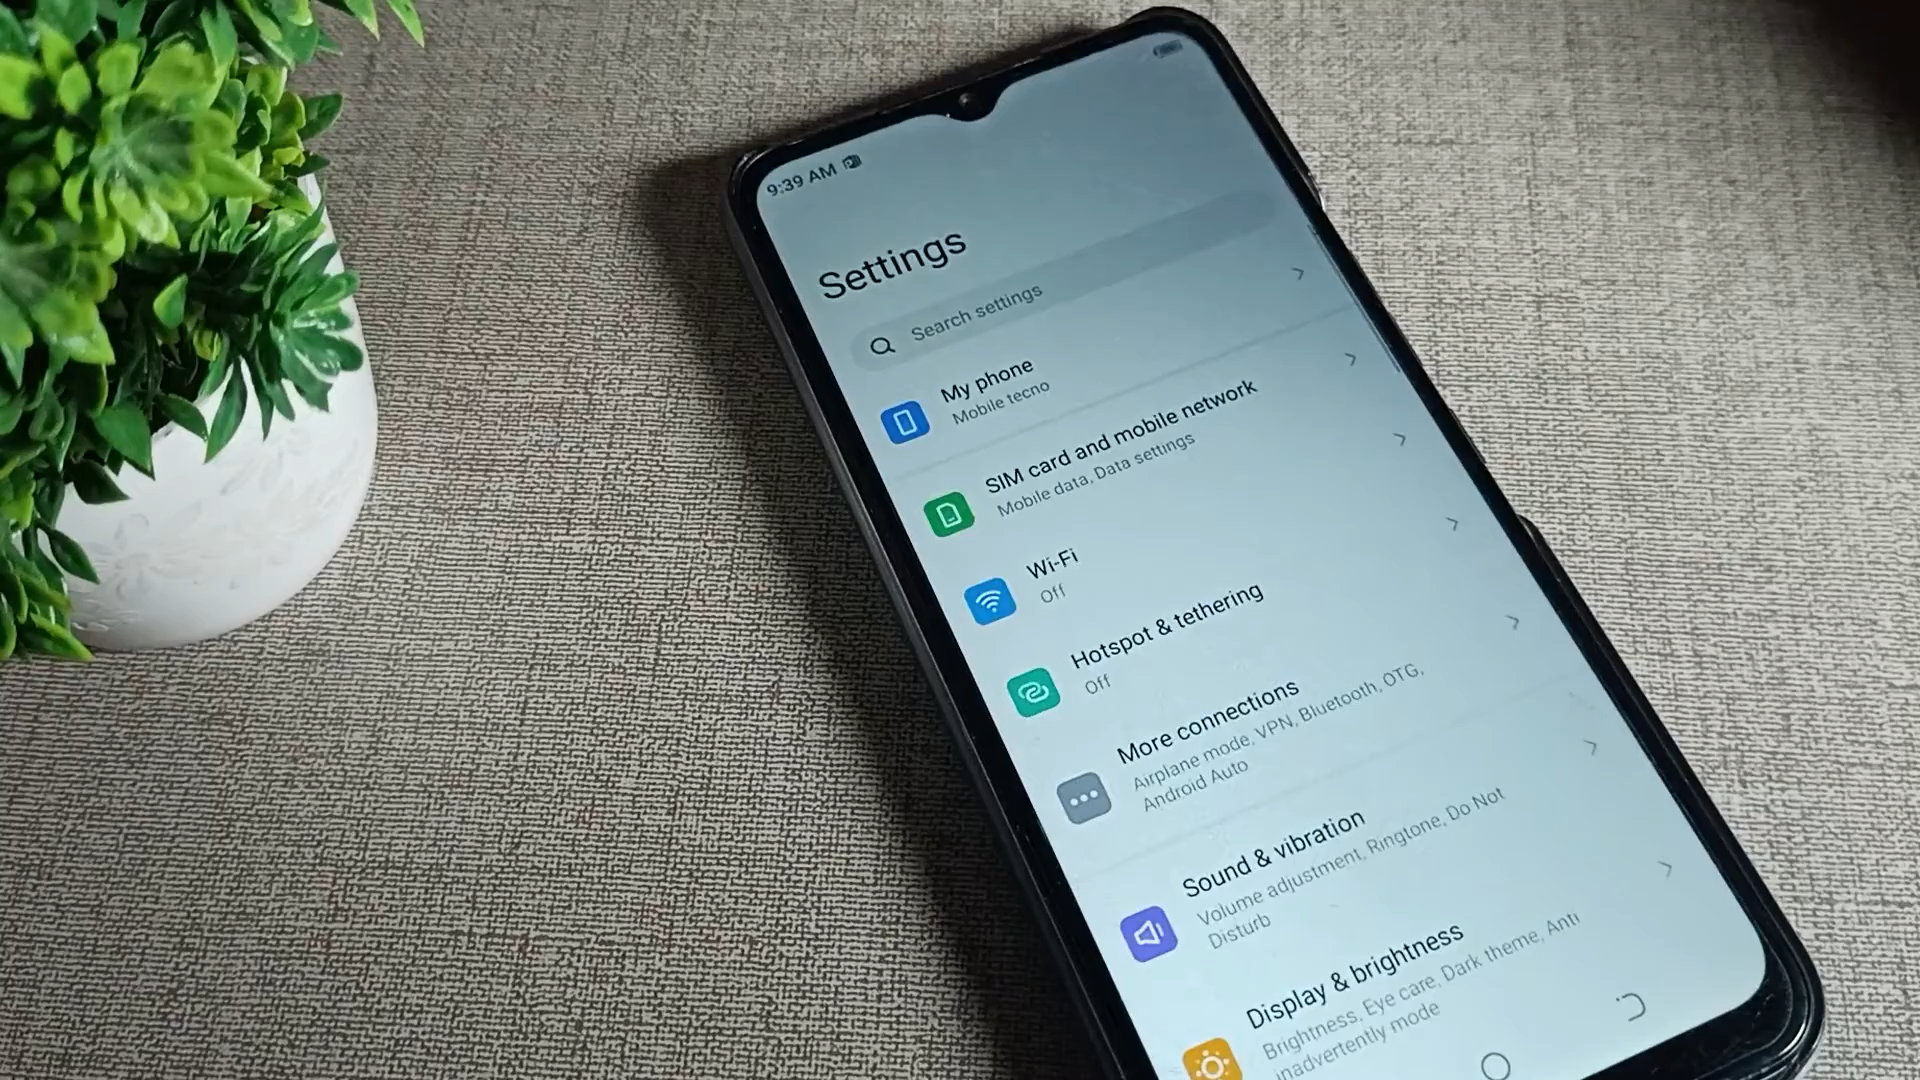 9:39 AM
Settings
Search settings
My phone
Mobile tecno
SIM card and mobile network
Mobile data, Data settings
Wi-Fi
Off
Hotspot & tethering
Off
More connections
Airplane mode, VPN, Bluetooth, OTG,
Android Auto
Sound & vibration
Volume adjustment, Ringtone, Do Not
Disturb
Display & brightness
Brightness, Eye care, Dark theme, Anti
inadvertently mode